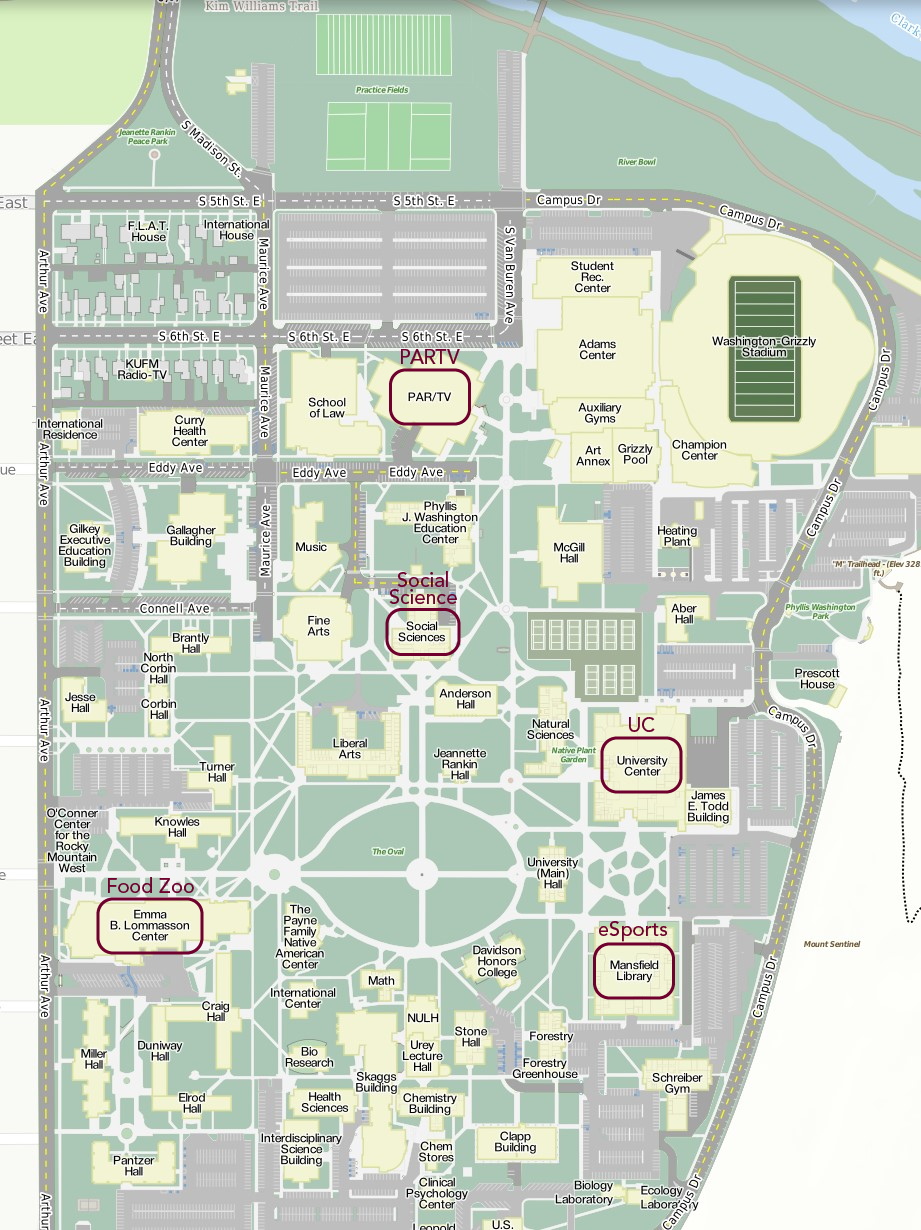 Kim Williams Trail
Clark
Practice Fields
Jeanette Rankin
Peace Park
S Madison St.
River Bowl
East
S 5th St. E
S 5th St. E
Campus Dr
Campus Dr
F.L.A.T.
House
International
House
Arthur Ave
Maurice Ave
S Van Buren Ave
Student
Rec.
Center
S 6th St. E
S 6th St. E
S 6th St. E
Adams
Center
Washington-Grizzly
Stadium
PARTV
PAR/TV
KUFM
Radio-TV
Maurice Ave
School
of Law
Campus Dr
Auxiliary
Gyms
International
Residence
Curry
Health
Center
Art
Annex
Grizzly
Pool
Champion
Center
Arthur Ave
Eddy Ave
Eddy Ave
Eddy Ave
ue
Campus Dr
Gilkey
Executive
Education
Building
Gallagher
Building
Maurice Ave
Music
Phyllis
J. Washington
Education
Center
McGill
Hall
Heating
Plant
"M" Trailhead - (Elev 328
ft.)
Social
Science
Social
Sciences
Connell Ave
Fine
Arts
Aber
Hall
Phyllis Washington
Park
Brantly
Hall
North
Corbin
Hall
Corbin
Hall
Jesse
Hall
Arthur Ave
Anderson
Hall
Prescott
House
Campus Dr
UC
University
Center
Natural
Sciences
Native Plant
Garden
Liberal
Arts
Jeannette
Rankin
Hall
Turner
Hall
James
E. Todd
Building
O'Conner
Center
for the
Rocky
Mountain
West
Knowles
Hall
The Oval
University
(Main)
Hall
Food Zoo
Emma
B. Lommasson
Center
The
Payne
Family
Native
American
Center
eSports
Mansfield
Library
Mount Sentinel
Davidson
Honors
College
Arthur Ave
Campus Dr
Math
International
Center
Craig
Hall
NULH
Urey
Lecture
Hall
Stone
Hall
Forestry
Forestry
Greenhouse
Miller
Hall
Duniway
Hall
Bio
Research
Skaggs
Building
Schreiber
Gym
Elrod
Hall
Health
Sciences
Chemistry
Building
Interdisciplinary
Science
Building
Clapp
Building
Chem
Stores
Pantzer
Hall
Clinical
Psychology
Center
Biology
Laboratory
Ecology
Laboratory
Campus Dr
Arthur
U.S.